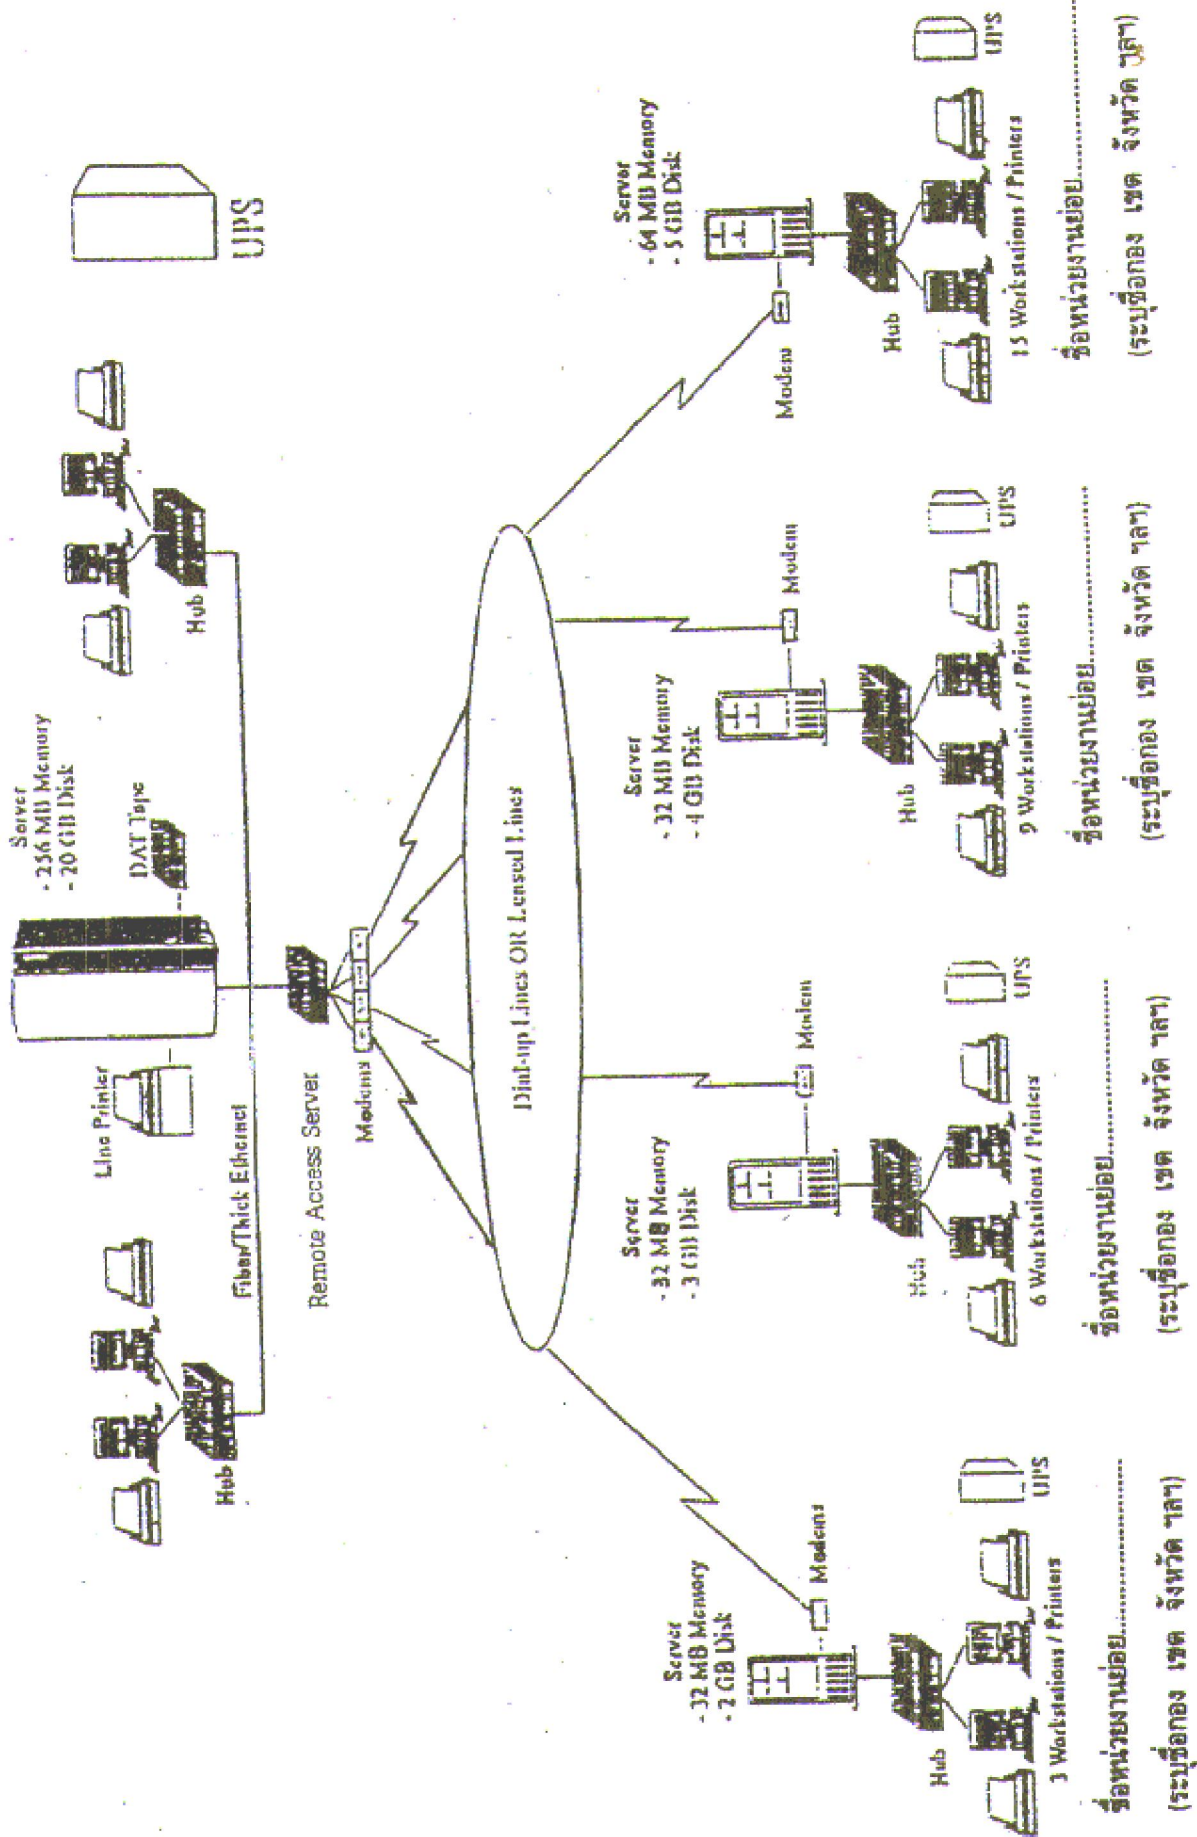 Server
- 256 MB Memory
- 20 GB Disk
Line Printer
DAT Tape
UPS
Hub
Hub
Fiber/Thick Ethernet
Remote Access Server
Modems
Dial-up Lines OR Leased Lines
Server
- 32 MB Memory
- 2 GB Disk
Modems
Hub
3 Workstations / Printers
UPS
ชื่อหน่วยงานย่อย..............................
(ระบุชื่อกอง เขต จังหวัด ฯลฯ)
Server
- 32 MB Memory
- 3 GB Disk
Modem
Hub
6 Workstations / Printers
UPS
ชื่อหน่วยงานย่อย..............................
(ระบุชื่อกอง เขต จังหวัด ฯลฯ)
Server
- 32 MB Memory
- 4 GB Disk
Modem
Hub
9 Workstations / Printers
UPS
ชื่อหน่วยงานย่อย..............................
(ระบุชื่อกอง เขต จังหวัด ฯลฯ)
Server
- 64 MB Memory
- 5 GB Disk
Modem
Hub
15 Workstations / Printers
UPS
ชื่อหน่วยงานย่อย..............................
(ระบุชื่อกอง เขต จังหวัด ฯลฯ)